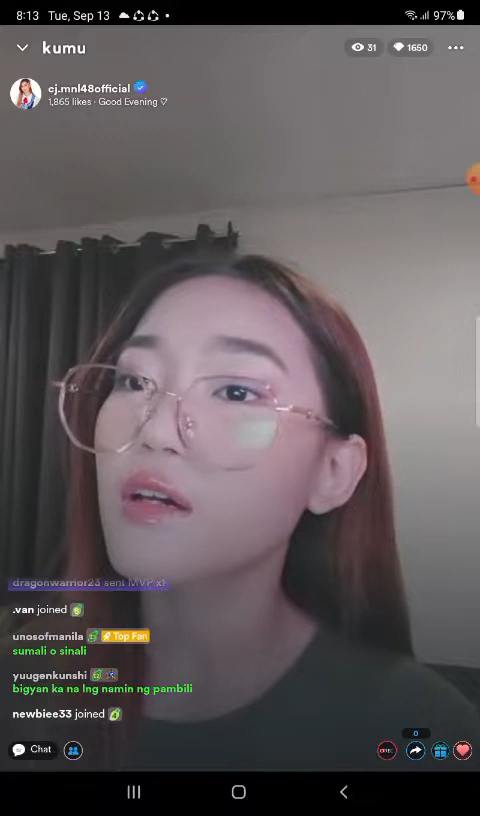 8:13 Tue, Sep 13 97%
kumu 31 1650
cj.mnl48official
1,865 likes · Good Evening ♡
dragonwarrior23 sent MVP x1
.van joined
unosofmanila Top Fan
sumali o sinali
yuugenkunshi
bigyan ka na lng namin ng pambili
newbiee33 joined
0
Chat